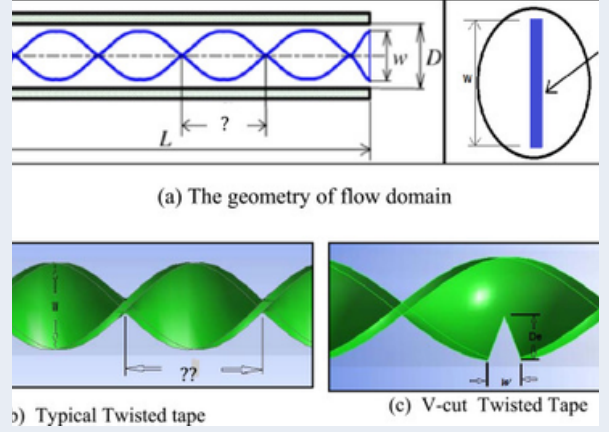 w
D
?
L
w
(a) The geometry of flow domain
w
??
De
w
) Typical Twisted tape
(c) V-cut Twisted Tape